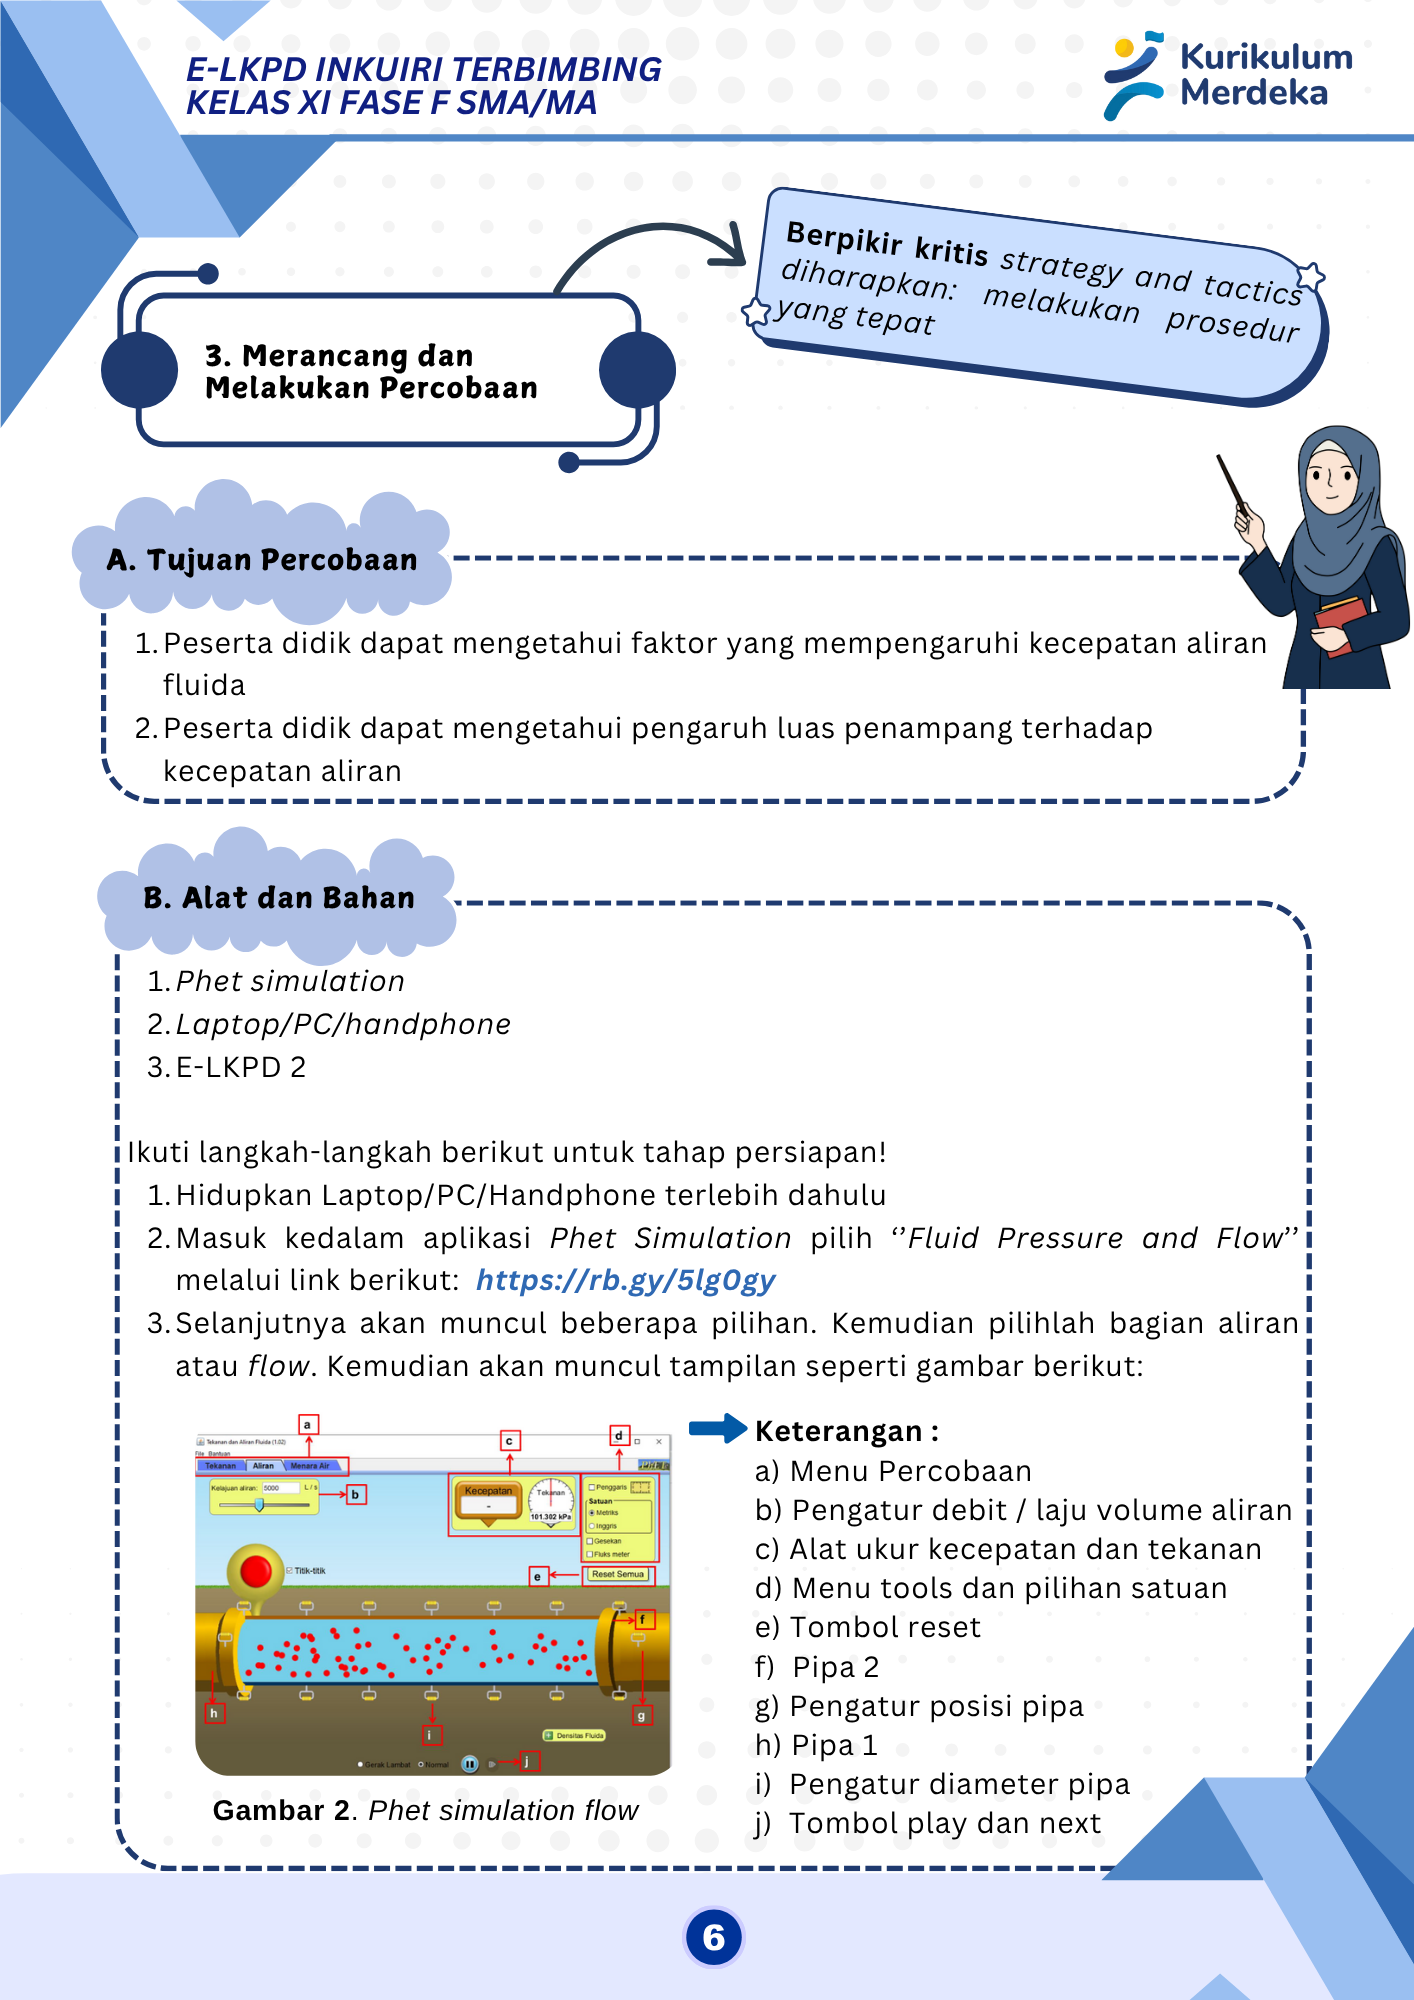 E-LKPD INKUIRI TERBIMBING
KELAS XI FASE F SMA/MA
Kurikulum
Merdeka
Berpikir kritis strategy and tactics
diharapkan: melakukan prosedur
yang tepat
3. Merancang dan
Melakukan Percobaan
A. Tujuan Percobaan
1. Peserta didik dapat mengetahui faktor yang mempengaruhi kecepatan aliran
fluida
2. Peserta didik dapat mengetahui pengaruh luas penampang terhadap
kecepatan aliran
B. Alat dan Bahan
1. Phet simulation
2. Laptop/PC/handphone
3. E-LKPD 2
Ikuti langkah-langkah berikut untuk tahap persiapan!
1. Hidupkan Laptop/PC/Handphone terlebih dahulu
2. Masuk kedalam aplikasi Phet Simulation pilih ‘’Fluid Pressure and Flow’’
melalui link berikut: https://rb.gy/5lg0gy
3. Selanjutnya akan muncul beberapa pilihan. Kemudian pilihlah bagian aliran
atau flow. Kemudian akan muncul tampilan seperti gambar berikut:
a
c
d
Tekanan dan Aliran Fluida (1.02)
File Bantuan
Tekanan Aliran Menara Air
Kelajuan aliran: 5000 L / s
b
Kecepatan
-
Tekanan
101.302 kPa
Penggaris
Satuan
Metriks
Inggris
Gesekan
Fluks meter
e
Reset Semua
Titik-titik
f
h
g
i
Densitas Fluida
Gerak Lambat Normal
j
Gambar 2. Phet simulation flow
Keterangan :
a) Menu Percobaan
b) Pengatur debit / laju volume aliran
c) Alat ukur kecepatan dan tekanan
d) Menu tools dan pilihan satuan
e) Tombol reset
f) Pipa 2
g) Pengatur posisi pipa
h) Pipa 1
i) Pengatur diameter pipa
j) Tombol play dan next
6